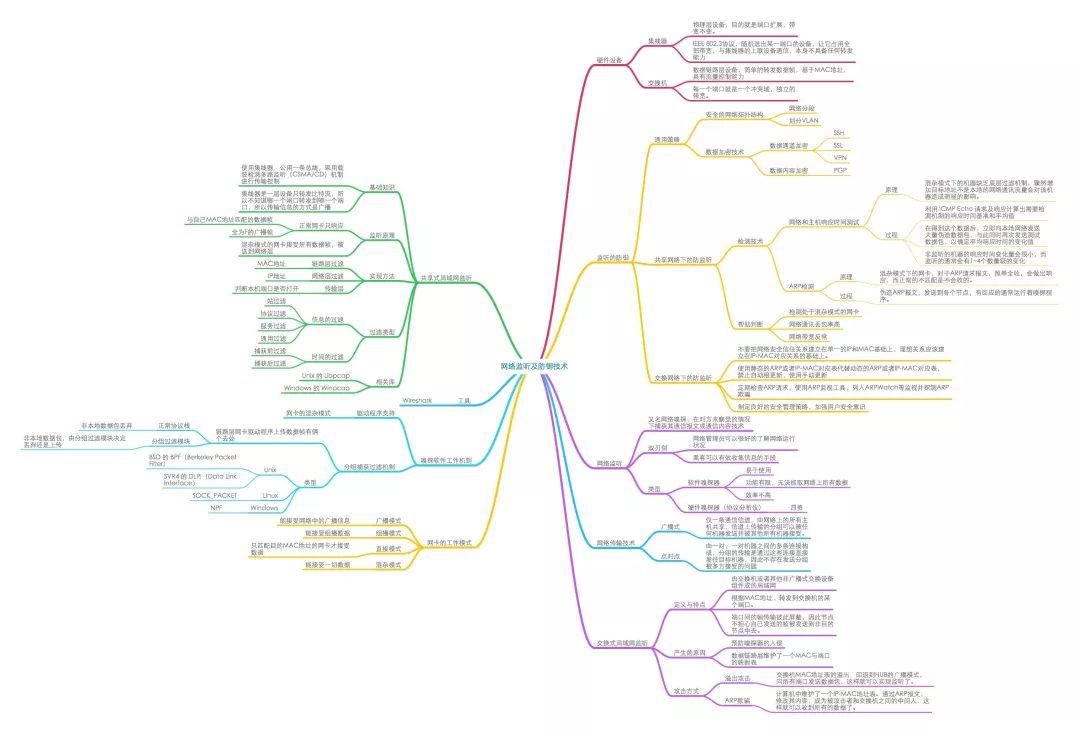 网络监听及防御技术
硬件设备
集线器
物理层设备，目的就是端口扩展，带
宽不变。
IEEE 802.3协议，随机选出某一端口的设备，让它占用全
部带宽，与集线器的上联设备通信，本身不具备任何转发
能力
交换机
数据链路层设备，简单的转发数据帧，基于MAC地址，
具有流量控制能力
每一个端口就是一个冲突域，独立的
带宽。
监听的防御
通用策略
安全的网络拓扑结构
网络分段
划分VLAN
数据加密技术
数据通道加密
SSH
SSL
VPN
数据内容加密
PGP
共享网络下的防监听
检测技术
网络和主机响应时间测试
原理
混杂模式下的机器缺乏底层过滤机制，骤然增
加目标地址不是本地的网络通讯流量会对该机
器造成明显的影响。
过程
利用 ICMP Echo 请求及响应计算出需要检
测机制的响应时间基准和平均值
在得到这个数据后，立即向本地网络发送
大量伪造数据包，与此同时再次发送测试
数据包，以确定平均响应时间的变化值
非监听的机器的响应时间变化量会很小，而
监听的通常会有1~4个数量级的变化
ARP检测
原理
混杂模式下的网卡，对于ARP请求报文，照单全收，会做出响
应，而正常的不匹配是不会收的。
过程
伪造ARP报文，发送到各个节点，有回应的通常运行着嗅探程
序。
帮助判断
检测处于混杂模式的网卡
网络通讯丢包率高
网络带宽反常
交换网络下的防监听
不要把网络安全信任关系建立在单一的IP和MAC基础上，理想关系应该建
立在IP-MAC对应关系的基础上。
使用静态的ARP或者IP-MAC对应表代替动态的ARP或者IP-MAC对应表，
禁止自动根更新，使用手动更新
定期检查ARP请求，使用ARP监视工具，列入ARPWatch等监视并探测ARP
欺骗
制定良好的安全管理策略，加强用户安全意识
网络监听
又名网络嗅探：在对方未察觉的情况
下捕获其通信报文或通信内容技术
双刃剑
网络管理员可以很好的了解网络运行
状况
黑客可以有效收集信息的手段
类型
软件嗅探器
易于使用
功能有限，无法抓取网络上所有数据
效率不高
硬件嗅探器（协议分析仪）
昂贵
网络传输技术
广播式
仅一条通信信道，由网络上的所有主
机共享，信道上传输的分组可以被任
何机器发送并被其他所有机器接受。
点对点
由一对、一对机器之间的多条连接构
成，分组的传输是通过这些连接直接
发往目标机器，因此不存在发送分组
被多方接受的问题
交换式局域网监听
定义与特点
由交换机或者其他非广播式交换设备
组件成的局域网
根据MAC地址，转发到交换机的某
个端口。
端口间的帧传输彼此屏蔽，因此节点
不担心自己发送的帧被发送到非目的
节点中去。
产生的原因
预防嗅探器的入侵
数据链路层维护了一个MAC与端口
的映射表
攻击方式
溢出攻击
交换机MAC地址表的溢出，回退到HUB的广播模式，
向所有端口发送数据包，这样就可以实现监听了。
ARP欺骗
计算机中维护了一个IP-MAC地址表。通过ARP报文，
修改其内容，成为被攻击者和交换机之间的中间人，这
样就可以收到所有的数据了。
共享式局域网监听
基础知识
使用集线器，公用一条总线，采用载
波检测多路监听（CSMA/CD）机制
进行传输控制
集线器是一层设备只转发比特流，所
以不知道哪一个端口转发到哪一个端
口，所以传输信息的方式是广播
监听原理
正常网卡只响应
与自己MAC地址匹配的数据帧
全为F的广播帧
混杂模式的网卡接受所有数据帧，被
送到网络层
实现方法
链路层过滤
MAC地址
网络层过滤
IP地址
传输层
判断本机端口是否打开
过滤类型
信息的过滤
站过滤
协议过滤
服务过滤
通用过滤
时间的过滤
捕获前过滤
捕获后过滤
相关库
Unix 的 Libpcap
Windows 的 Winpcap
工具
Wireshark
嗅探软件工作机制
驱动程序支持
网卡的混杂模式
分组捕获过滤机制
链路层网卡驱动程序上传数据帧有俩
个去处
正常协议栈
非本地数据包丢弃
分组过滤模块
非本地数据包，由分组过滤模块决定
丢弃还是上传
类型
Unix
BSD 的 BPF（Berkeley Packet
Filter）
SVR4 的 DLPI（Data Link
Interface）
Linux
SOCK_PACKET
Windows
NPF
网卡的工作模式
广播模式
能接受网络中的广播信息
组播模式
能接受组播数据
直接模式
只匹配目的MAC地址的网卡才接受
数据
混杂模式
能接受一切数据